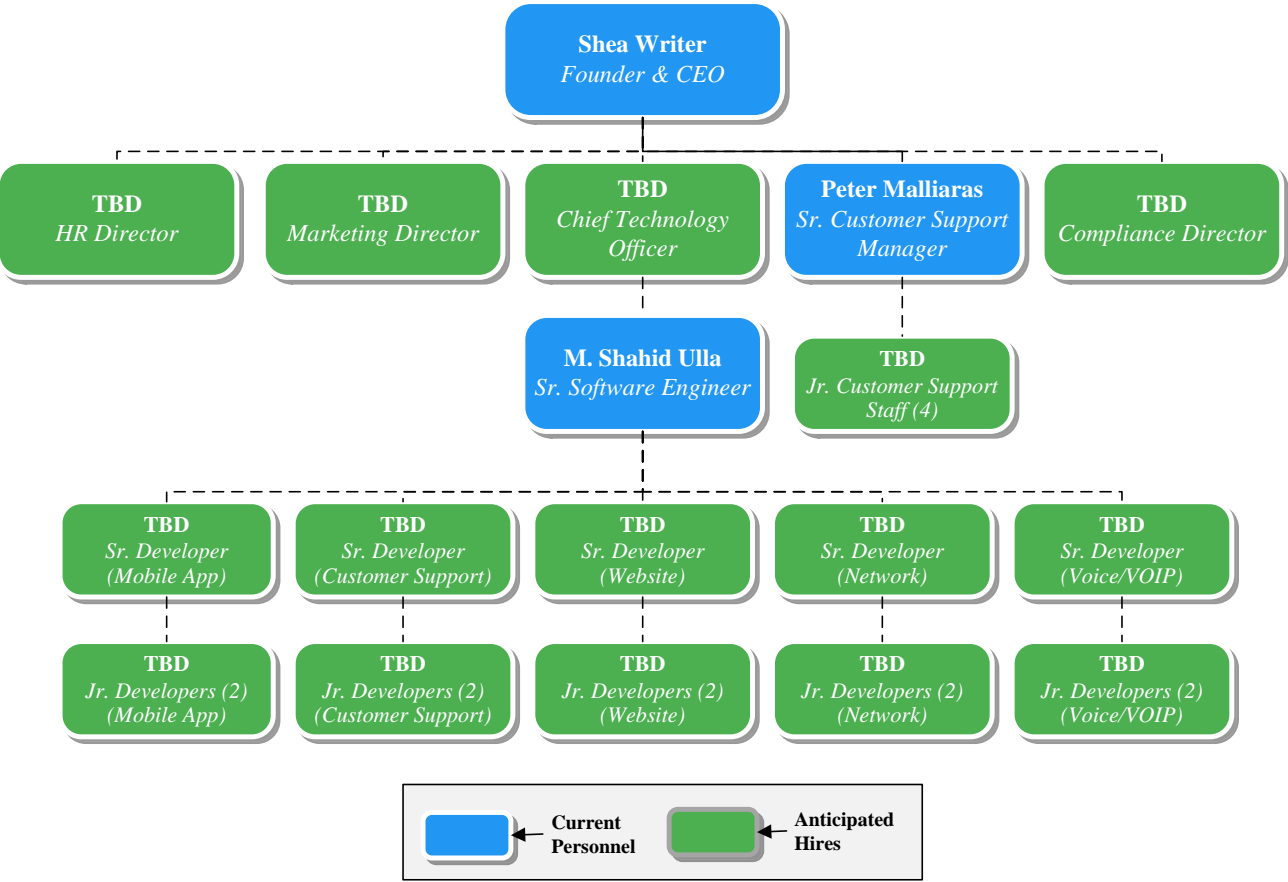 Shea Writer
Founder & CEO
TBD
HR Director
TBD
Marketing Director
TBD
Chief Technology
Officer
Peter Malliaras
Sr. Customer Support
Manager
TBD
Compliance Director
M. Shahid Ulla
Sr. Software Engineer
TBD
Jr. Customer Support
Staff (4)
TBD
Sr. Developer
(Mobile App)
TBD
Sr. Developer
(Customer Support)
TBD
Sr. Developer
(Website)
TBD
Sr. Developer
(Network)
TBD
Sr. Developer
(Voice/VOIP)
TBD
Jr. Developers (2)
(Mobile App)
TBD
Jr. Developers (2)
(Customer Support)
TBD
Jr. Developers (2)
(Website)
TBD
Jr. Developers (2)
(Network)
TBD
Jr. Developers (2)
(Voice/VOIP)
Current
Personnel
Anticipated
Hires